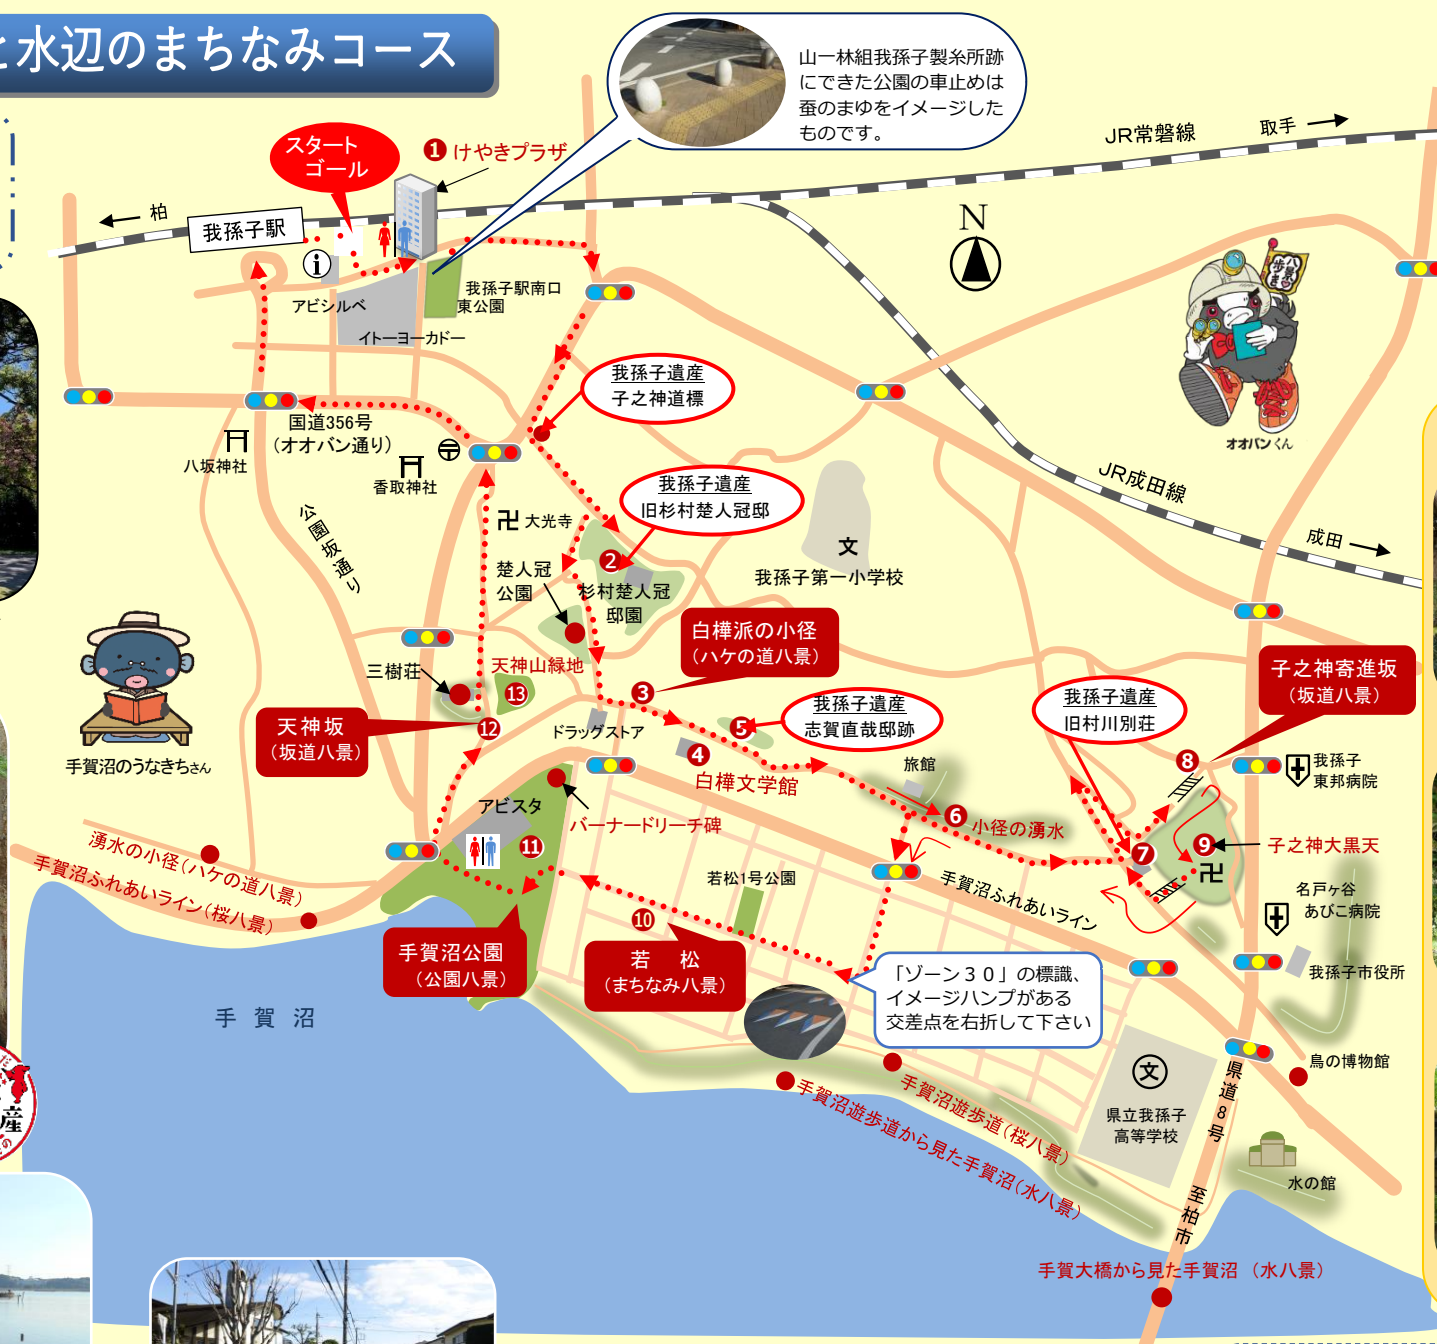 と水辺のまちなみコース
山一林組我孫子製糸所跡
にできた公園の車止めは
蚕のまゆをイメージした
ものです。
スタート
ゴール
❶ けやきプラザ
JR常磐線
取手
柏
我孫子駅
N
i
アビシルベ
我孫子駅南口
東公園
イトーヨーカドー
八景歩き
オオバンくん
我孫子遺産
子之神道標
国道356号
(オオバン通り)
八坂神社
香取神社
公園坂通り
卍 大光寺
我孫子遺産
旧杉村楚人冠邸
JR成田線
成田
文
我孫子第一小学校
楚人冠
公園
❷
杉村楚人冠
邸園
白樺派の小径
(ハケの道八景)
❸
三樹荘
天神山緑地
⓭
天神坂
(坂道八景)
⓬
手賀沼のうなきちさん
ドラッグストア
❹
白樺文学館
❺
我孫子遺産
志賀直哉邸跡
旅館
❻ 小径の湧水
我孫子遺産
旧村川別荘
❼
子之神寄進坂
(坂道八景)
❽
我孫子
東邦病院
❾
卍
子之神大黒天
名戸ヶ谷
あびこ病院
我孫子市役所
アビスタ
バーナードリーチ碑
⓫
湧水の小径(ハケの道八景)
手賀沼ふれあいライン(桜八景)
若松1号公園
手賀沼ふれあいライン
❿
手賀沼公園
(公園八景)
若 松
(まちなみ八景)
「ゾーン30」の標識、
イメージハンプがある
交差点を右折して下さい
手 賀 沼
手賀沼遊歩道(桜八景)
手賀沼遊歩道から見た手賀沼(水八景)
文
県立我孫子
高等学校
県道8号
鳥の博物館
水の館
至柏市
手賀大橋から見た手賀沼 (水八景)
産